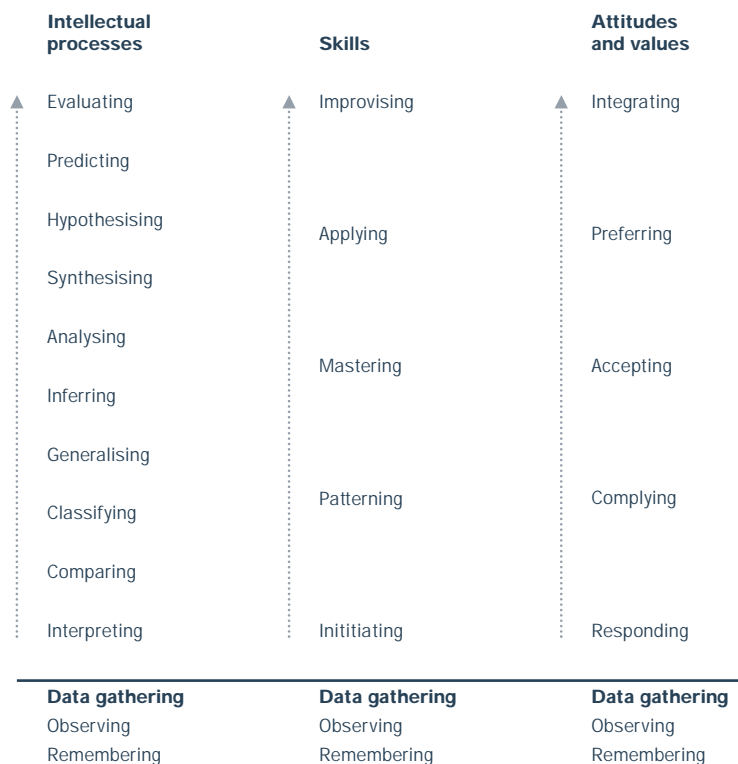 Intellectual
processes
Skills
Attitudes
and values
Evaluating
Improvising
Integrating
Predicting
Hypothesising
Applying
Preferring
Synthesising
Analysing
Mastering
Accepting
Inferring
Generalising
Patterning
Complying
Classifying
Comparing
Interpreting
Inititiating
Responding
Data gathering
Data gathering
Data gathering
Observing
Observing
Observing
Remembering
Remembering
Remembering